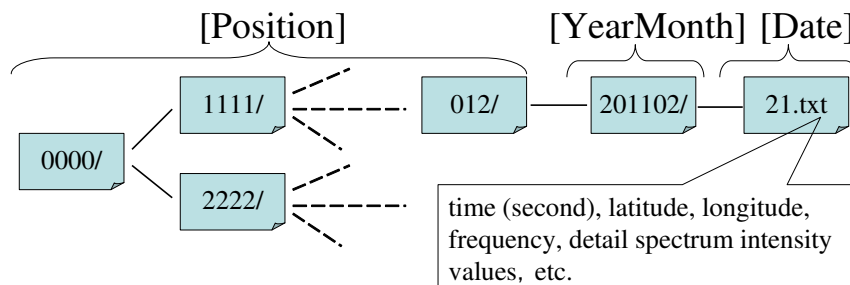 [Position] [YearMonth] [Date]
1111/ 012/ 201102/ 21.txt
0000/
2222/
time (second), latitude, longitude,
frequency, detail spectrum intensity
values, etc.